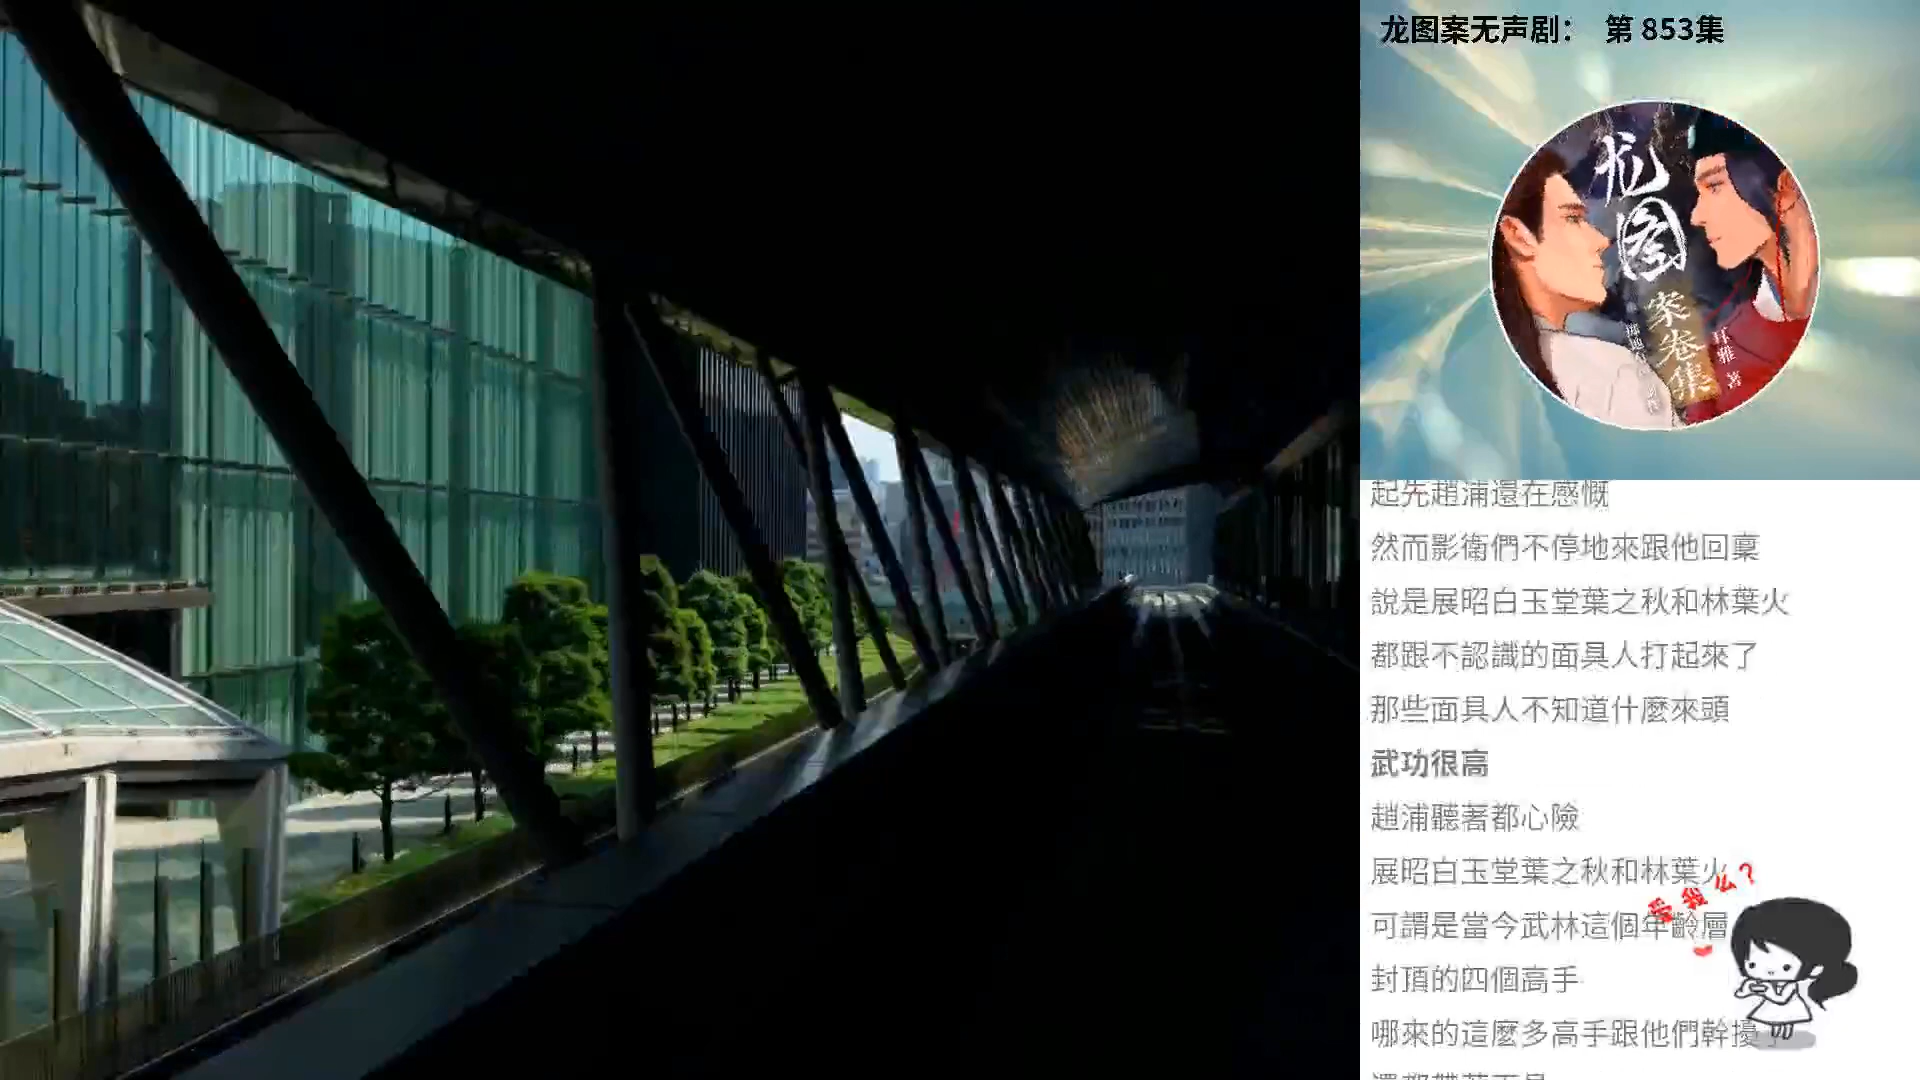 龙图案无声剧： 第 853集
龙图
案卷集
耳雅 著
起先趙浦還在感慨
然而影衛們不停地來跟他回稟
說是展昭白玉堂葉之秋和林葉火
都跟不認識的面具人打起來了
那些面具人不知道什麼來頭
武功很高
趙浦聽著都心險
展昭白玉堂葉之秋和林葉火
愛我么？
可謂是當今武林這個年齡層
封頂的四個高手
哪來的這麼多高手跟他們幹擾